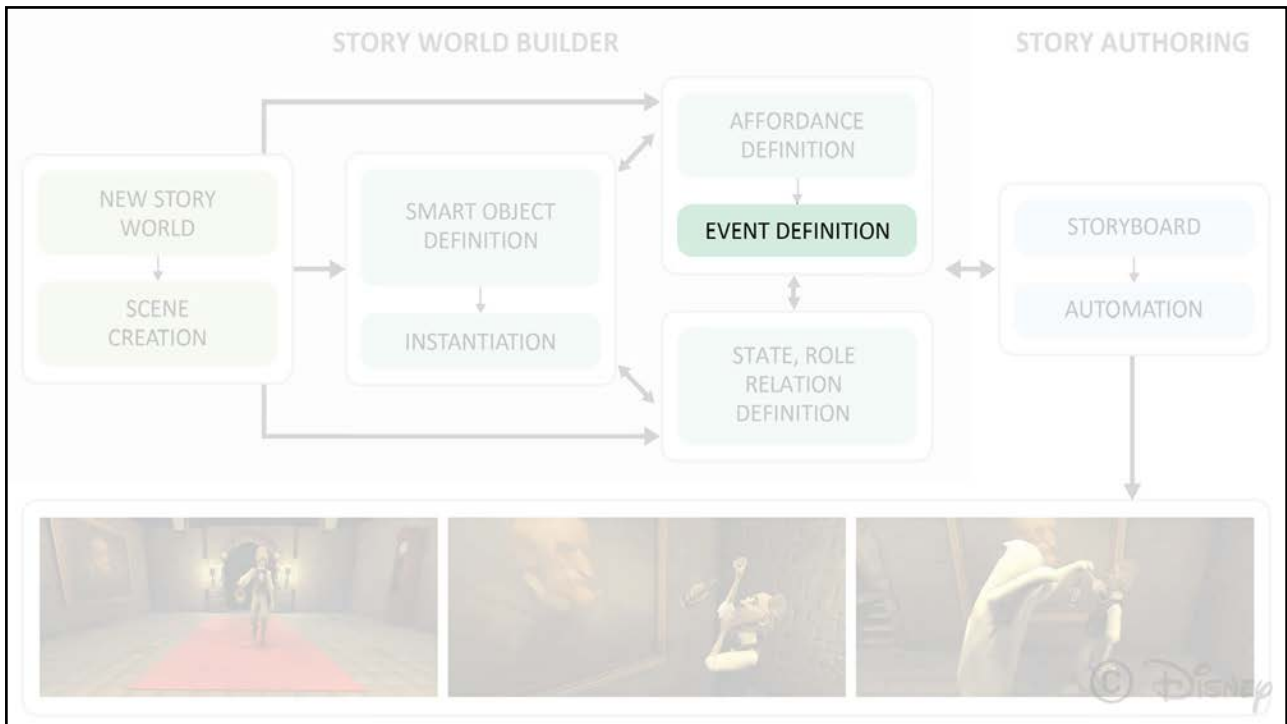 STORY WORLD BUILDER
STORY AUTHORING
NEW STORY
WORLD
SCENE
CREATION
SMART OBJECT
DEFINITION
INSTANTIATION
AFFORDANCE
DEFINITION
EVENT DEFINITION
STATE, ROLE
RELATION
DEFINITION
STORYBOARD
AUTOMATION
© DISNEY